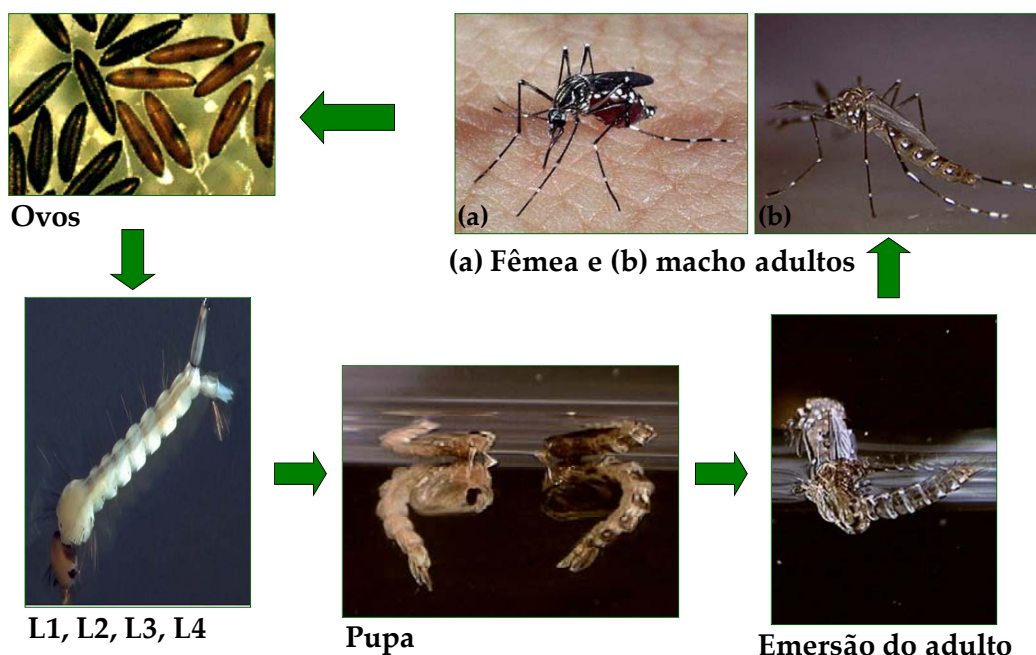 Ovos
(a)
(b)
(a) Fêmea e (b) macho adultos
L1, L2, L3, L4
Pupa
Emersão do adulto